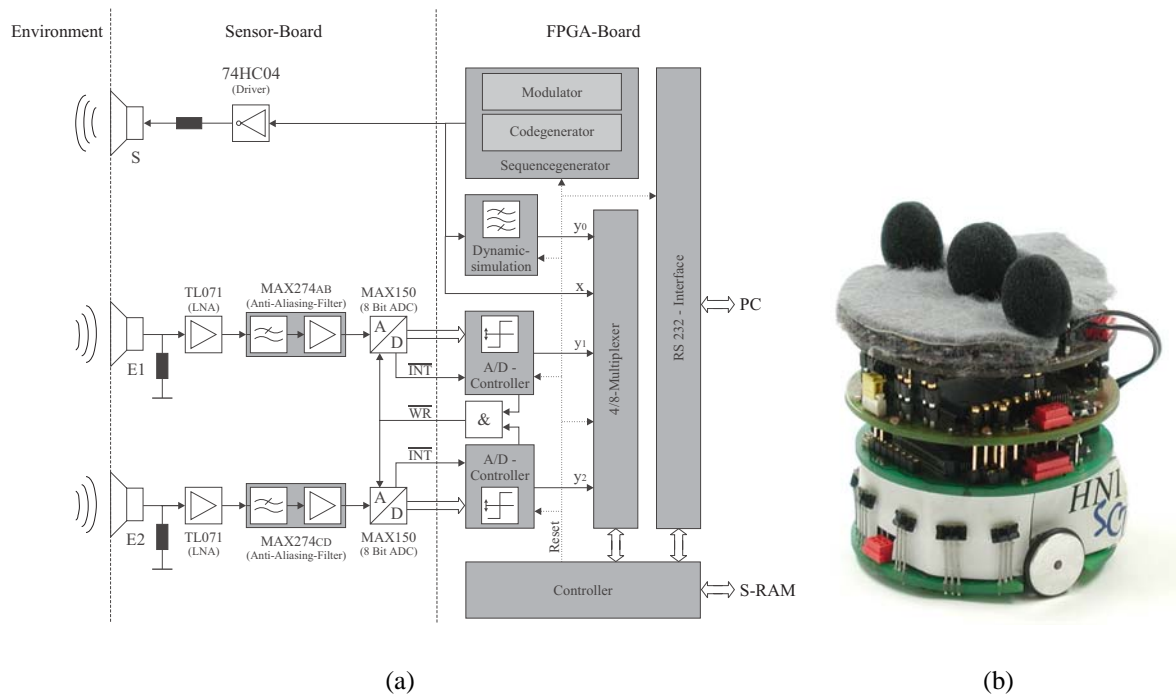 Environment
Sensor-Board
FPGA-Board
74HC04
(Driver)
S
Modulator
Codegenerator
Sequencegenerator
Dynamic-
simulation
y0
x
TL071
(LNA)
MAX274AB
(Anti-Aliasing-Filter)
MAX150
(8 Bit ADC)
A
D
E1
INT
A/D -
Controller
y1
WR
&
4/8-Multiplexer
RS 232 - Interface
PC
INT
A/D -
Controller
y2
A
D
E2
TL071
(LNA)
MAX274CD
(Anti-Aliasing-Filter)
MAX150
(8 Bit ADC)
Reset
Controller
S-RAM
HNI
(a)
(b)